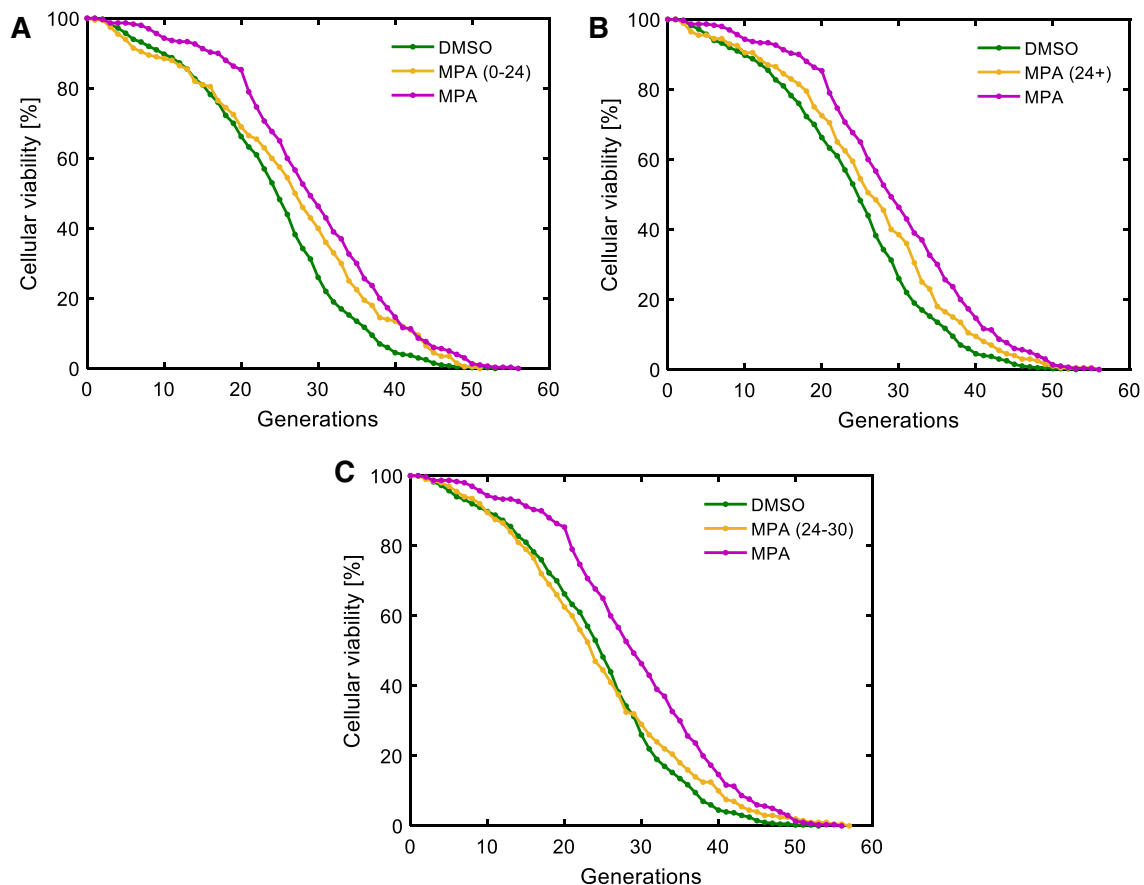 A
100
80
60
40
20
0
Cellular viability [%]
DMSO
MPA (0-24)
MPA
0 10 20 30 40 50 60
Generations
B
100
80
60
40
20
0
Cellular viability [%]
DMSO
MPA (24+)
MPA
0 10 20 30 40 50 60
Generations
C
100
80
60
40
20
0
Cellular viability [%]
DMSO
MPA (24-30)
MPA
0 10 20 30 40 50 60
Generations